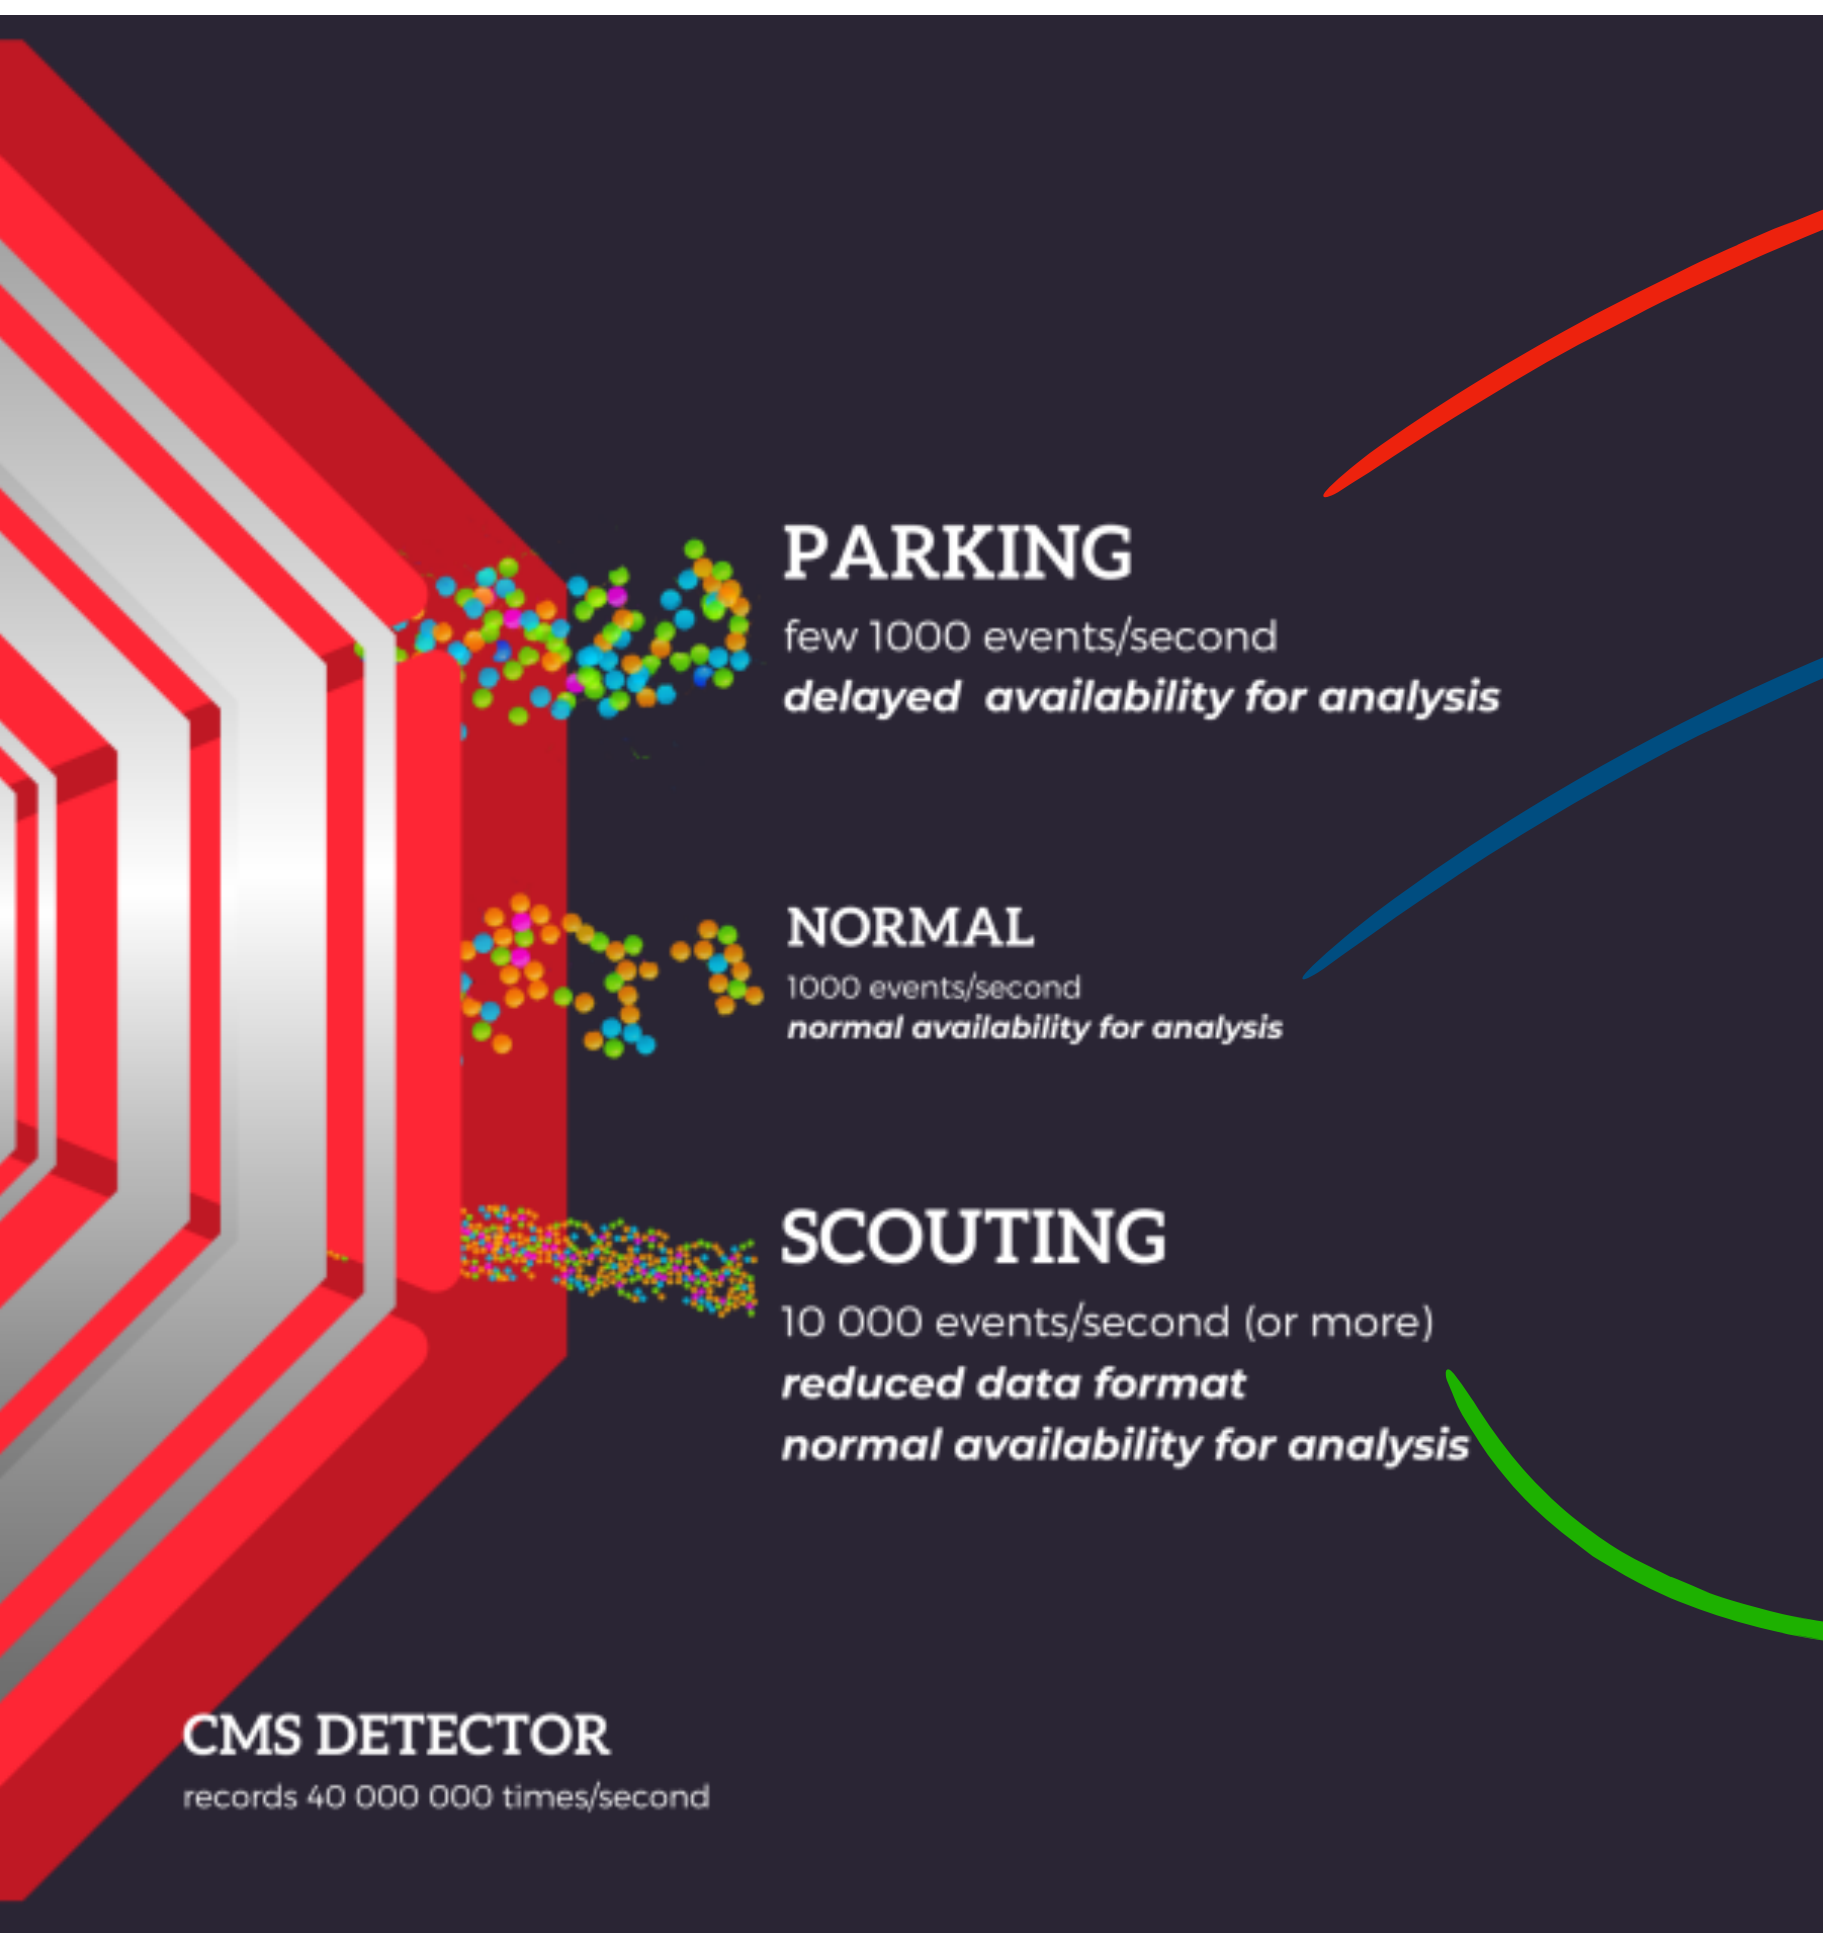 PARKING
few 1000 events/second
delayed availability for analysis
NORMAL
1000 events/second
normal availability for analysis
SCOUTING
10 000 events/second (or more)
reduced data format
normal availability for analysis
CMS DETECTOR
records 40 000 000 times/second